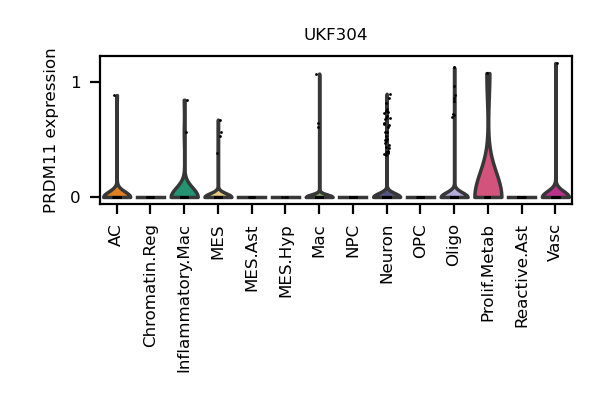 UKF304
PRDM11 expression
1
0
AC
Chromatin.Reg
Inflammatory.Mac
MES
MES.Ast
MES.Hyp
Mac
NPC
Neuron
OPC
Oligo
Prolif.Metab
Reactive.Ast
Vasc